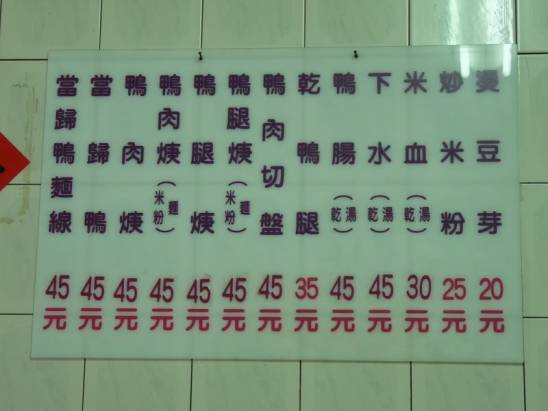 燙豆芽 20元
炒米粉 25元
米血(湯乾) 30元
下水(湯乾) 45元
鴨腸(湯乾) 45元
乾鴨腿 35元
鴨肉切盤 45元
鴨腿焿(麵米粉) 45元
鴨腿焿 45元
鴨肉焿(麵米粉) 45元
鴨肉焿 45元
當歸鴨 45元
當歸鴨麵線 45元